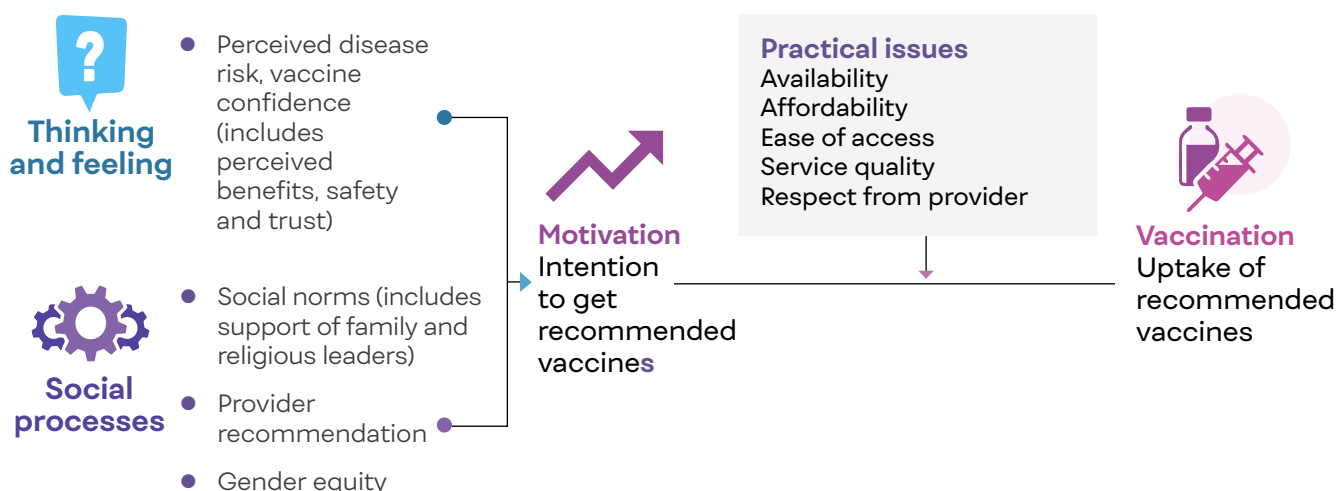 ?
Thinking
and feeling
Perceived disease
risk, vaccine
confidence
(includes
perceived
benefits, safety
and trust)
Social
processes
Social norms (includes
support of family and
religious leaders)
Provider
recommendation
Gender equity
Motivation
Intention
to get
recommended
vaccines
Practical issues
Availability
Affordability
Ease of access
Service quality
Respect from provider
Vaccination
Uptake of
recommended
vaccines